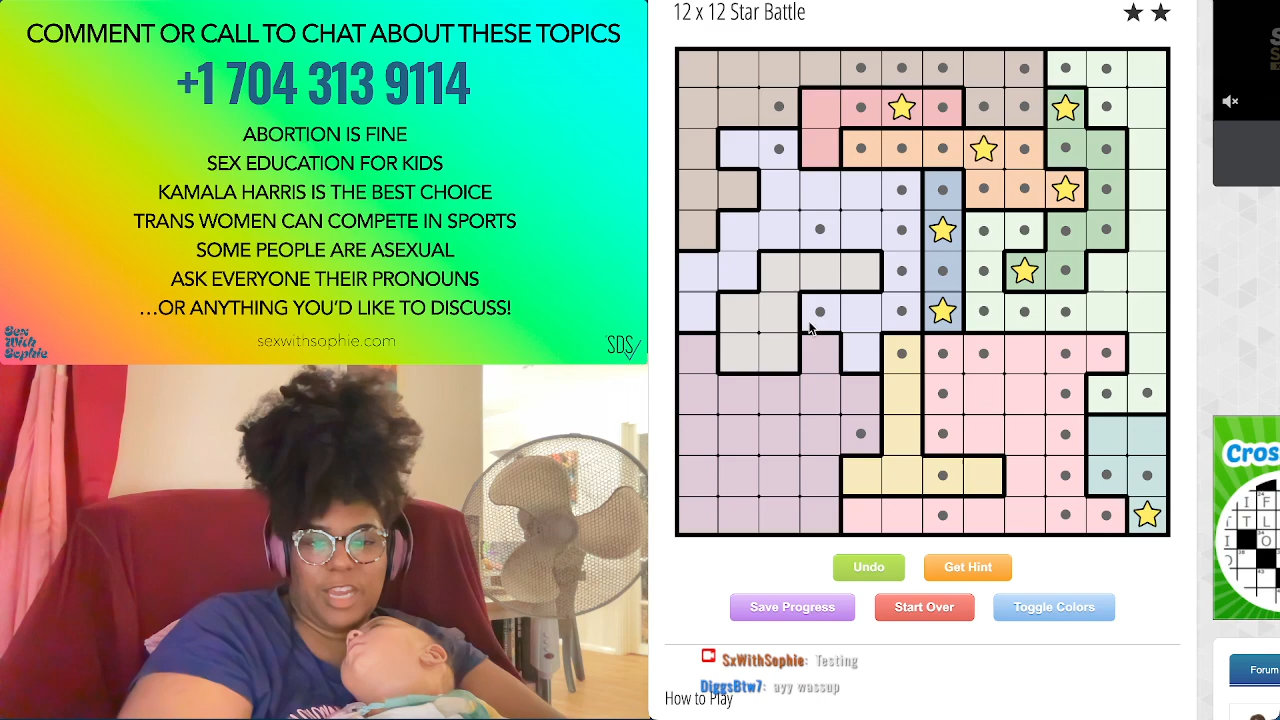 COMMENT OR CALL TO CHAT ABOUT THESE TOPICS
+1 704 313 9114
ABORTION IS FINE
SEX EDUCATION FOR KIDS
KAMALA HARRIS IS THE BEST CHOICE
TRANS WOMEN CAN COMPETE IN SPORTS
SOME PEOPLE ARE ASEXUAL
ASK EVERYONE THEIR PRONOUNS
...OR ANYTHING YOU'D LIKE TO DISCUSS!
Sex With Sophie
sexwithsophie.com
SDS/
12 x 12 Star Battle
Undo
Get Hint
Save Progress
Start Over
Toggle Colors
SxWithSophie: Testing
DiggsBtw7: ayy wassup
How to Play
Cros
Forum